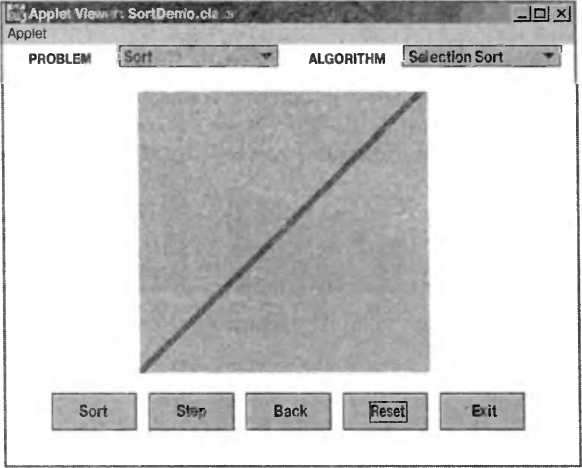 Applet Viewer: SortDemo.class
Applet
PROBLEM Sort ALGORITHM Selection Sort
Sort Step Back Reset Exit